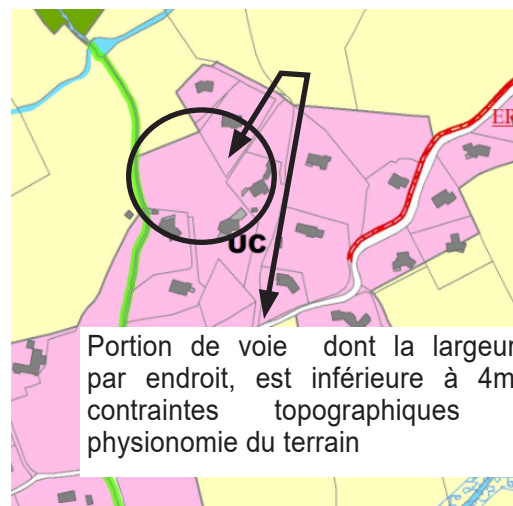 ER
UC
Portion de voie dont la largeur
par endroit, est inférieure à 4m
contraintes topographiques
physionomie du terrain